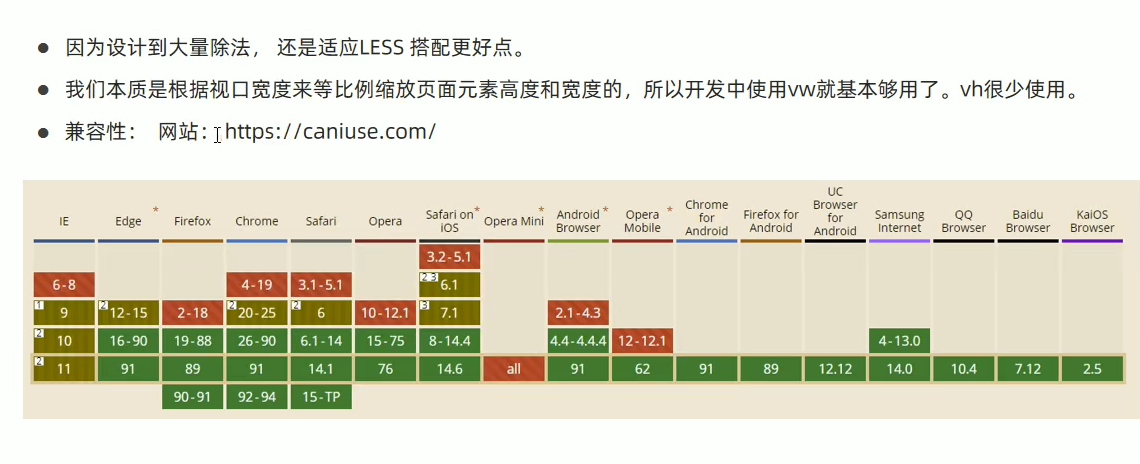 因为设计到大量除法， 还是适应LESS 搭配更好点。
我们本质是根据视口宽度来等比例缩放页面元素高度和宽度的，所以开发中使用vw就基本够用了。vh很少使用。
兼容性： 网站：https://caniuse.com/
IE Edge * Firefox Chrome Safari Opera Safari on iOS * Opera Mini * Android Browser * Opera Mobile * Chrome for Android Firefox for Android UC Browser for Android Samsung Internet QQ Browser Baidu Browser KaiOS Browser
3.2-5.1
6-8 4-19 3.1-5.1 2 3 6.1
1 9 2 12-15 2-18 2 20-25 2 6 10-12.1 3 7.1 2.1-4.3
2 10 16-90 19-88 26-90 6.1-14 15-75 8-14.4 4.4-4.4.4 12-12.1 4-13.0
2 11 91 89 91 14.1 76 14.6 all 91 62 91 89 12.12 14.0 10.4 7.12 2.5
90-91 92-94 15-TP